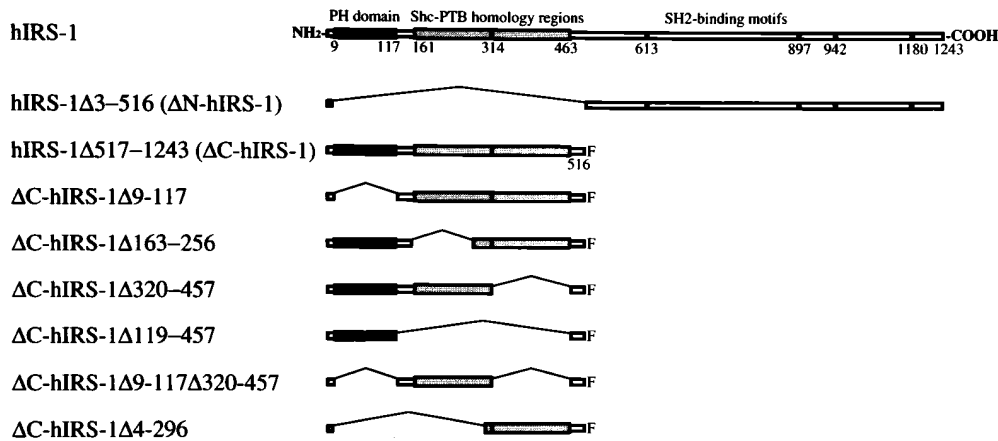 PH domain Shc-PTB homology regions SH2-binding motifs
hIRS-1 NH₂- -COOH
9 117 161 314 463 613 897 942 1180 1243
hIRS-1Δ3–516 (ΔN-hIRS-1)
hIRS-1Δ517–1243 (ΔC-hIRS-1) F
516
ΔC-hIRS-1Δ9-117 F
ΔC-hIRS-1Δ163–256 F
ΔC-hIRS-1Δ320–457 F
ΔC-hIRS-1Δ119–457 F
ΔC-hIRS-1Δ9-117Δ320-457 F
ΔC-hIRS-1Δ4-296 F